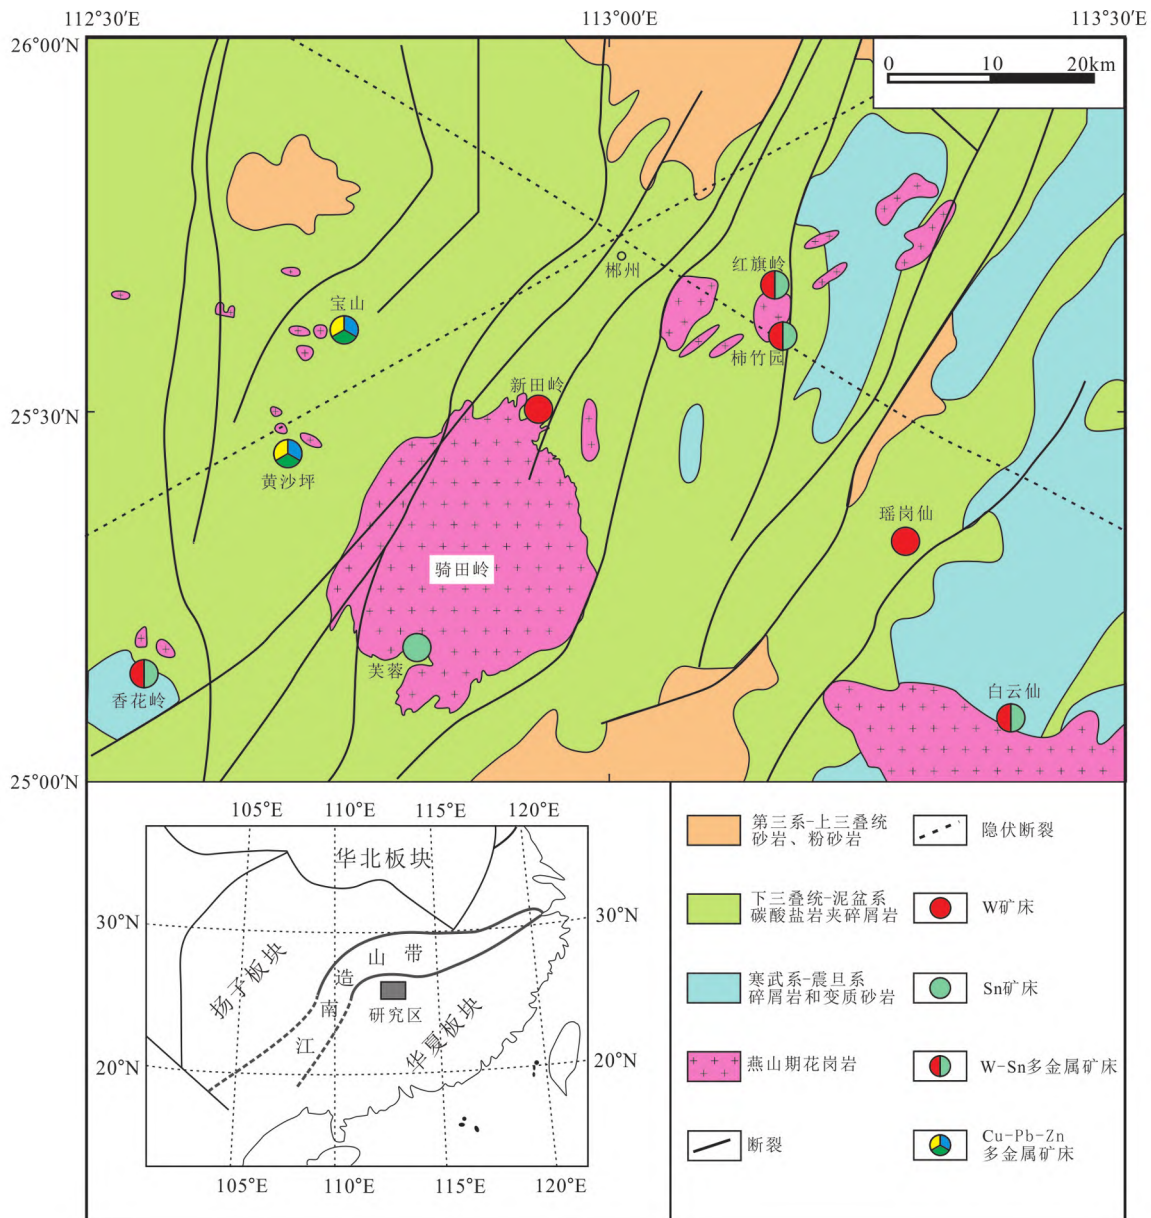 112°30′E
113°00′E
113°30′E
26°00′N
0 10 20km
郴州
红旗岭
宝山
柿竹园
新田岭
25°30′N
黄沙坪
瑶岗仙
骑田岭
芙蓉
香花岭
白云仙
25°00′N
105°E 110°E 115°E 120°E
华北板块
30°N
30°N
山 带
造
扬子板块
南
研究区
华夏板块
江
20°N
20°N
105°E 110°E 115°E 120°E
第三系-上三叠统
砂岩、粉砂岩
下三叠统-泥盆系
碳酸盐岩夹碎屑岩
寒武系-震旦系
碎屑岩和变质砂岩
燕山期花岗岩
断裂
隐伏断裂
W矿床
Sn矿床
W-Sn多金属矿床
Cu-Pb-Zn
多金属矿床